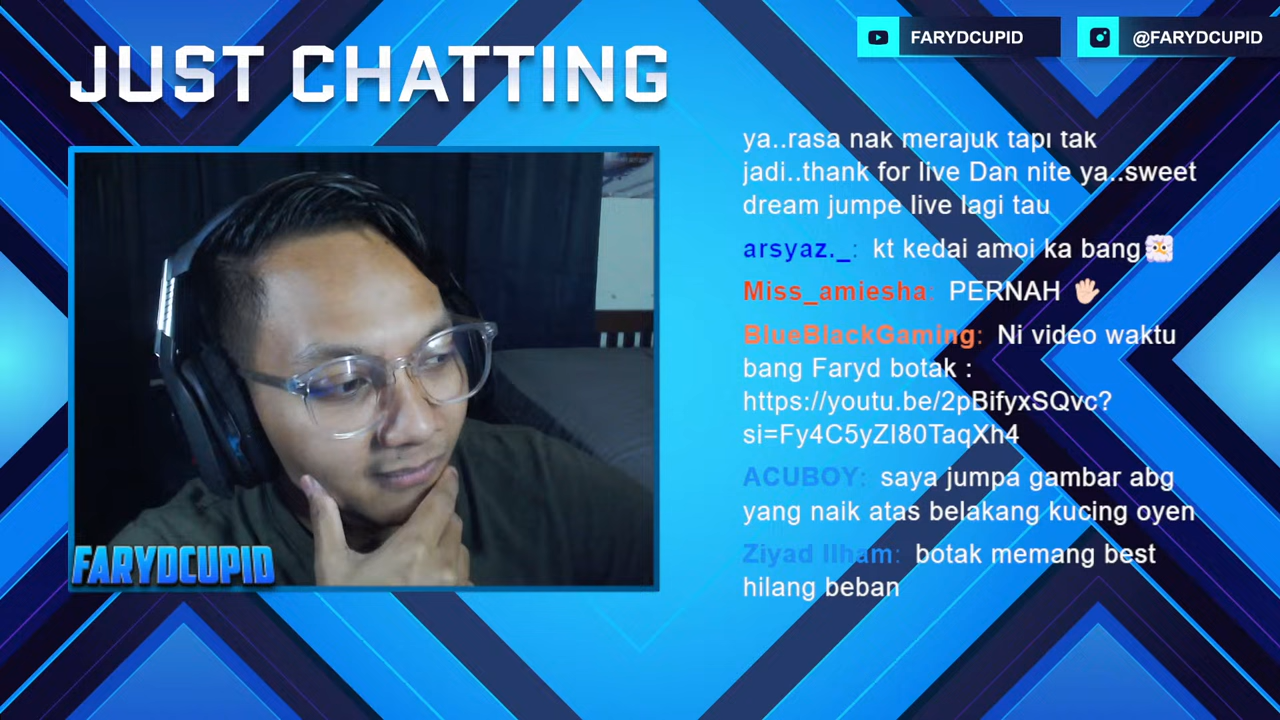 JUST CHATTING
FARYDCUPID
@FARYDCUPID
ya..rasa nak merajuk tapi tak
jadi..thank for live Dan nite ya..sweet
dream jumpe live lagi tau
arsyaz._: kt kedai amoi ka bang
Miss_amiesha: PERNAH 🖐🏻
BlueBlackGaming: Ni video waktu
bang Faryd botak :
https://youtu.be/2pBifyxSQvc?
si=Fy4C5yZI80TaqXh4
ACUBOY: saya jumpa gambar abg
yang naik atas belakang kucing oyen
Ziyad Ilham: botak memang best
hilang beban
FARYDCUPID